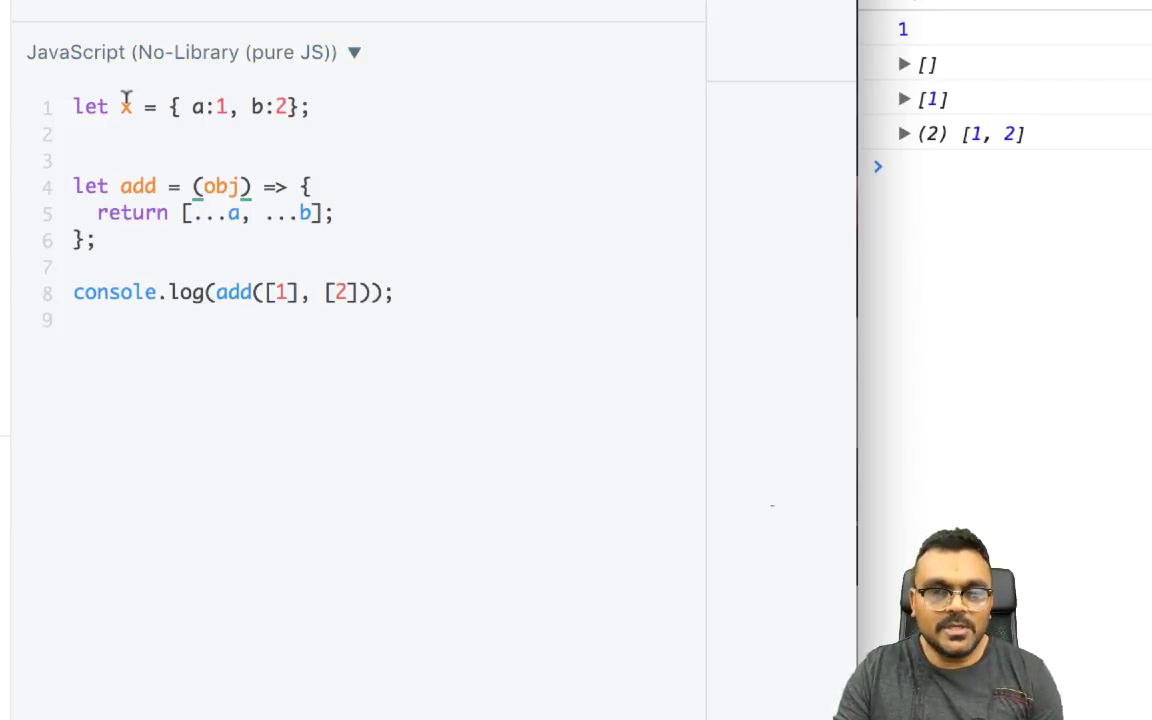 JavaScript (No-Library (pure JS)) ▼
1 let x = { a:1, b:2};
2
3
4 let add = (obj) => {
5 return [...a, ...b];
6 };
7
8 console.log(add([1], [2]));
9
1
▶ []
▶ [1]
▶ (2) [1, 2]
>